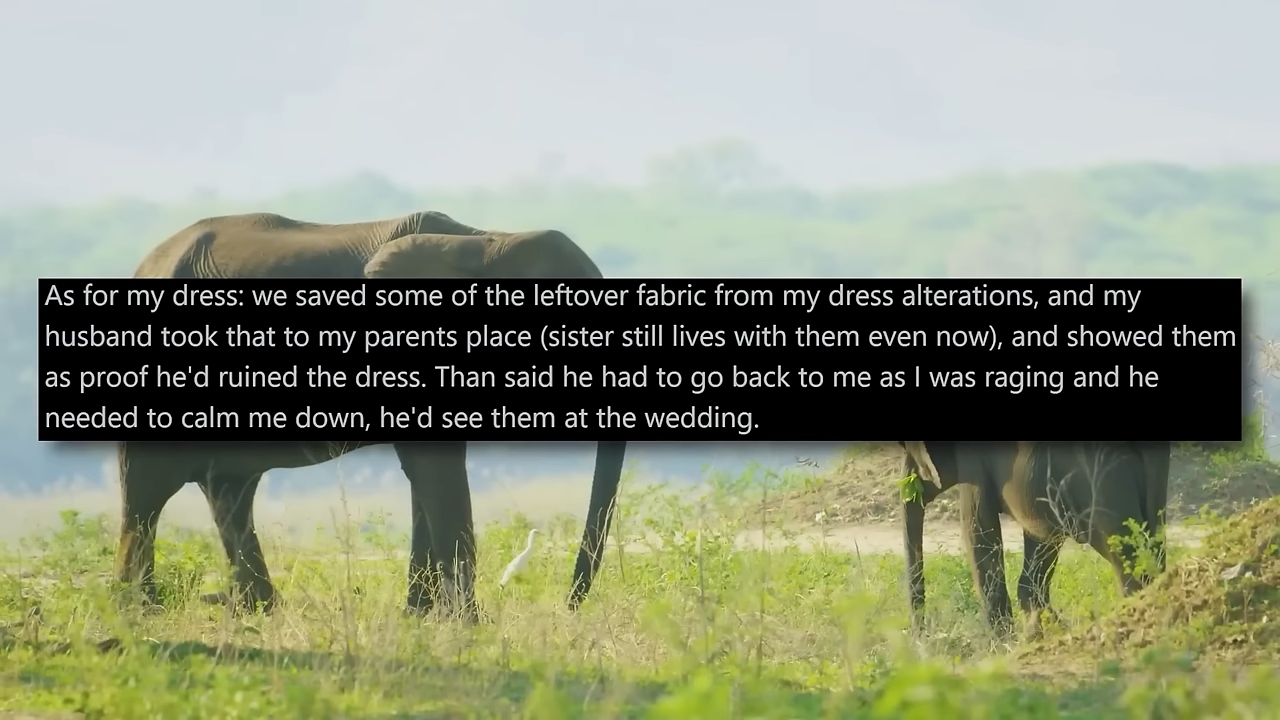 As for my dress: we saved some of the leftover fabric from my dress alterations, and my
husband took that to my parents place (sister still lives with them even now), and showed them
as proof he'd ruined the dress. Than said he had to go back to me as I was raging and he
needed to calm me down, he'd see them at the wedding.